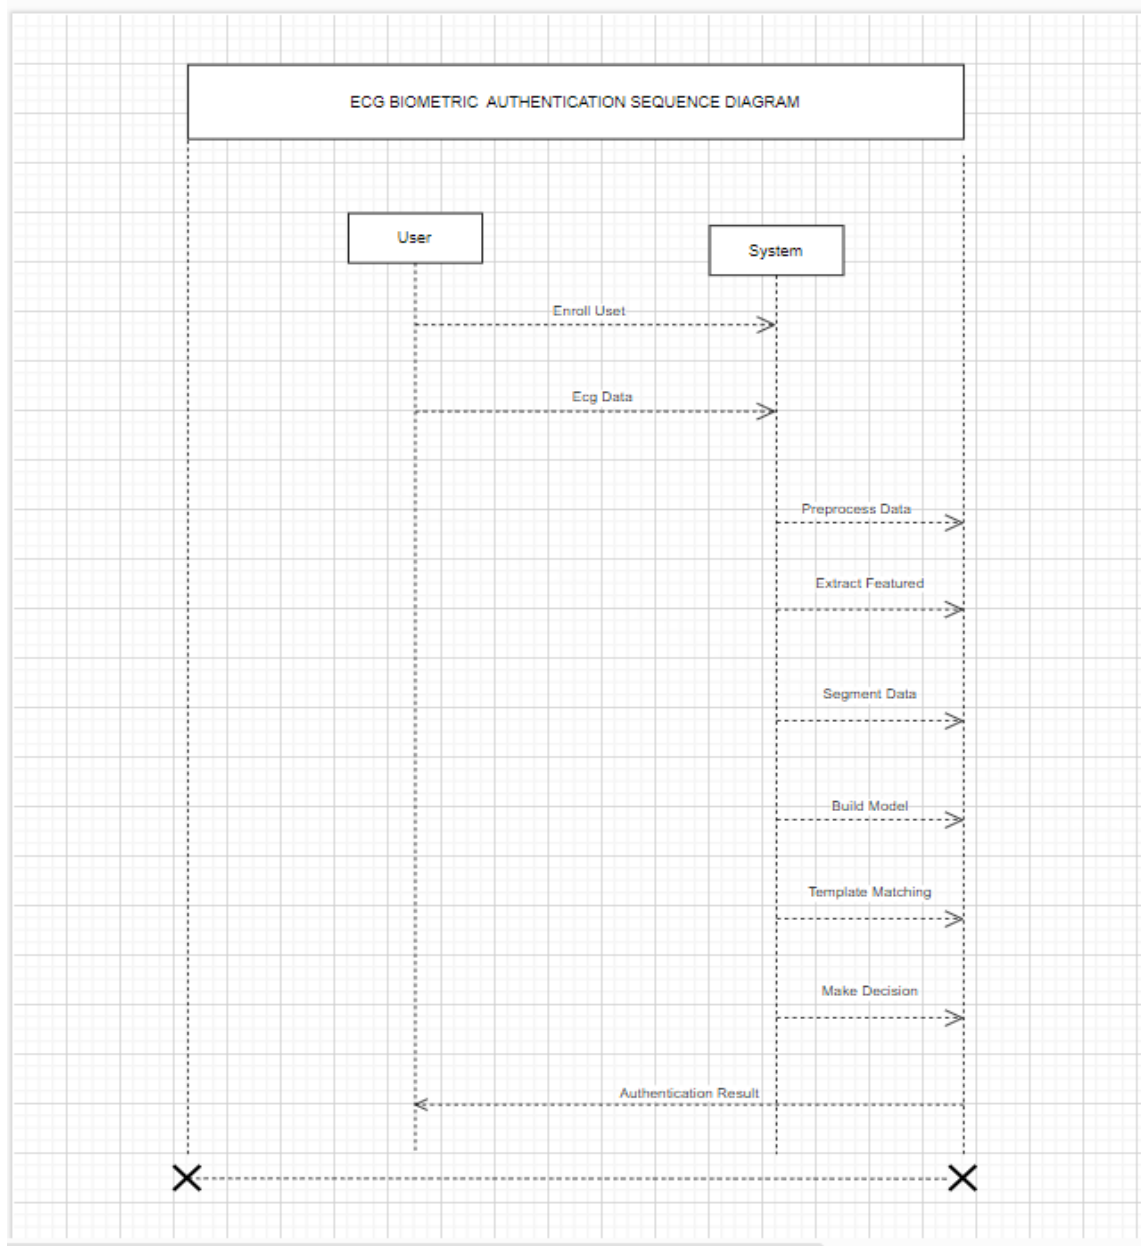 ECG BIOMETRIC AUTHENTICATION SEQUENCE DIAGRAM
User
System
Enroll Uset
Ecg Data
Preprocess Data
Extract Featured
Segment Data
Build Model
Template Matching
Make Decision
Authentication Result